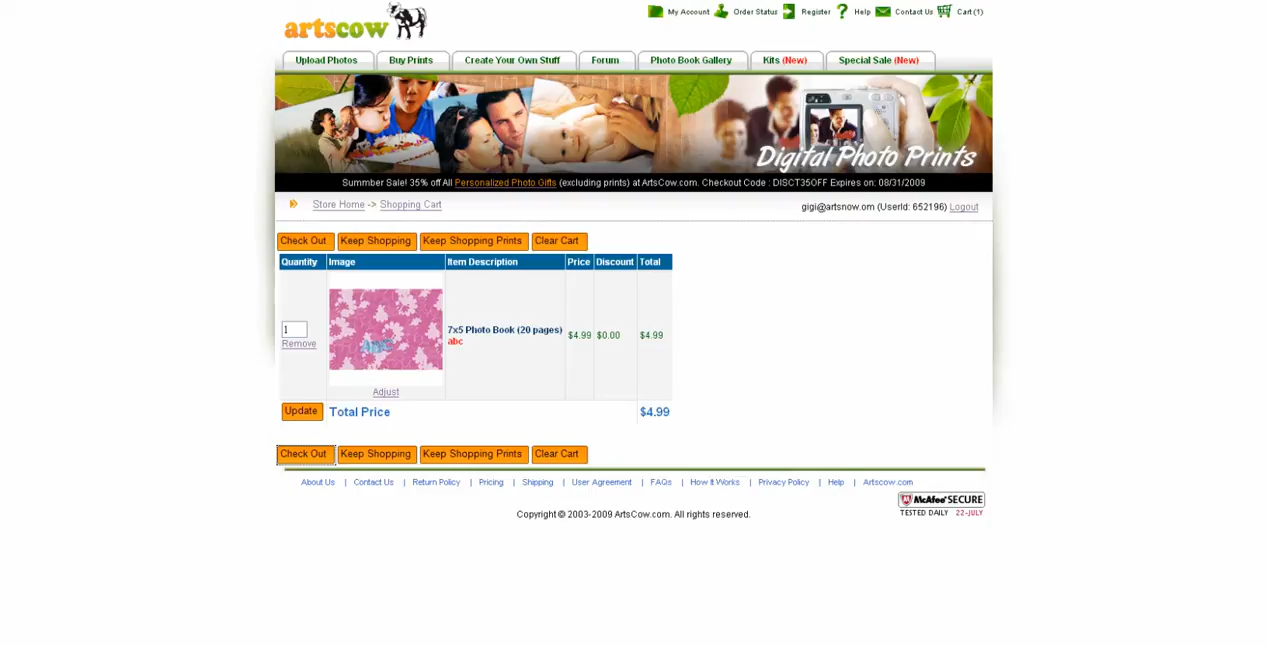 artscow
My Account Order Status Register Help Contact Us Cart (1)
Upload Photos Buy Prints Create Your Own Stuff Forum Photo Book Gallery Kits (New) Special Sale (New)
Digital Photo Prints
Summber Sale! 35% off All Personalized Photo Gifts (excluding prints) at ArtsCow.com. Checkout Code : DISCT35OFF Expires on: 08/31/2009
Store Home -> Shopping Cart
gigi@artsnow.om (UserId: 652196) Logout
Check Out Keep Shopping Keep Shopping Prints Clear Cart
Quantity Image Item Description Price Discount Total
1
Remove
7x5 Photo Book (20 pages)
abc
$4.99 $0.00 $4.99
Adjust
Update Total Price $4.99
Check Out Keep Shopping Keep Shopping Prints Clear Cart
About Us | Contact Us | Return Policy | Pricing | Shipping | User Agreement | FAQs | How It Works | Privacy Policy | Help | Artscow.com
McAfee SECURE
TESTED DAILY 22-JULY
Copyright © 2003-2009 ArtsCow.com. All rights reserved.